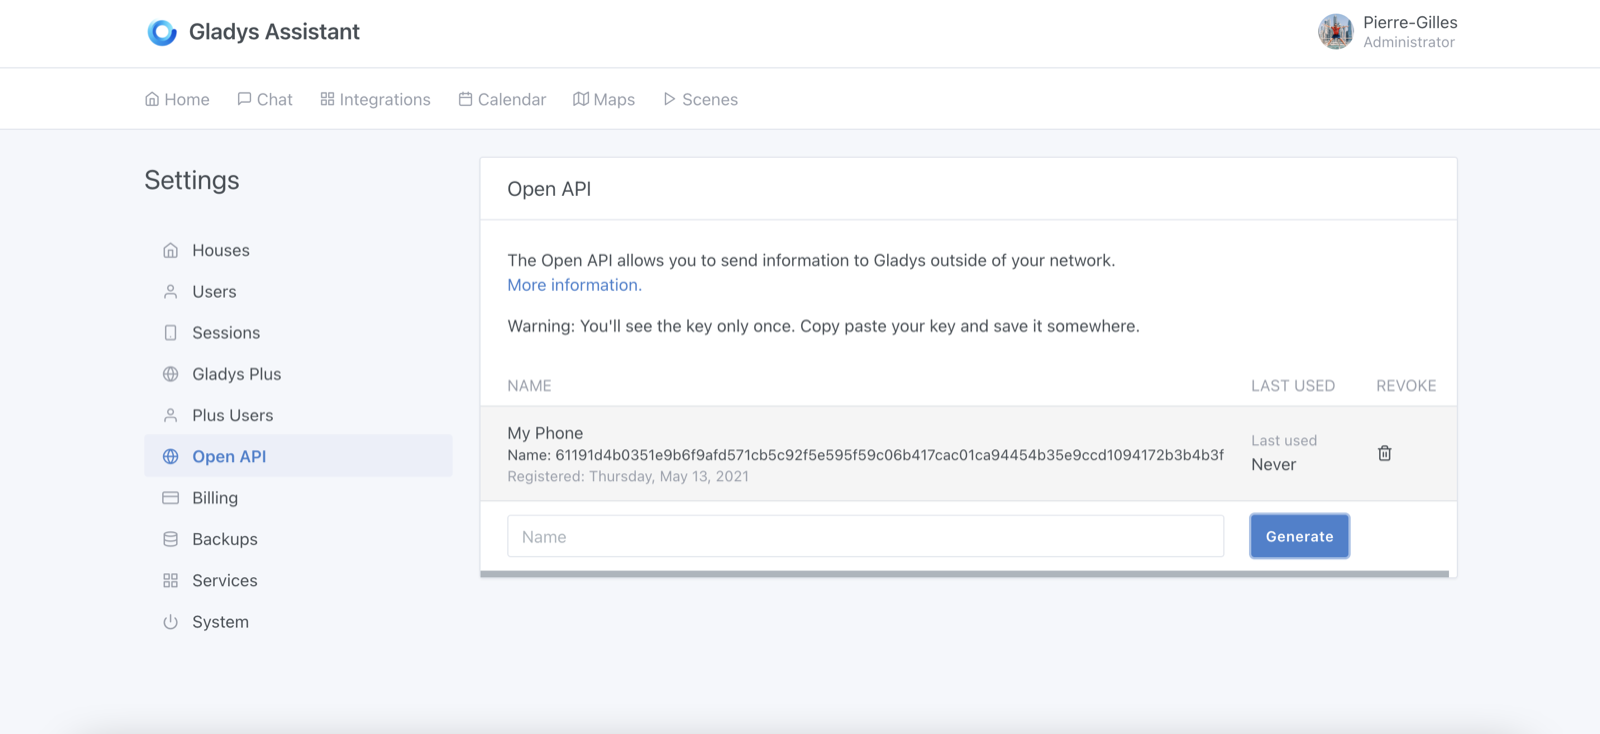 Gladys Assistant
Pierre-Gilles
Administrator
Home
Chat
Integrations
Calendar
Maps
Scenes
Settings
Houses
Users
Sessions
Gladys Plus
Plus Users
Open API
Billing
Backups
Services
System
Open API
The Open API allows you to send information to Gladys outside of your network.
More information.
Warning: You'll see the key only once. Copy paste your key and save it somewhere.
NAME
LAST USED
REVOKE
My Phone
Name: 61191d4b0351e9b6f9afd571cb5c92f5e595f59c06b417cac01ca94454b35e9ccd1094172b3b4b3f
Registered: Thursday, May 13, 2021
Last used
Never
Name
Generate